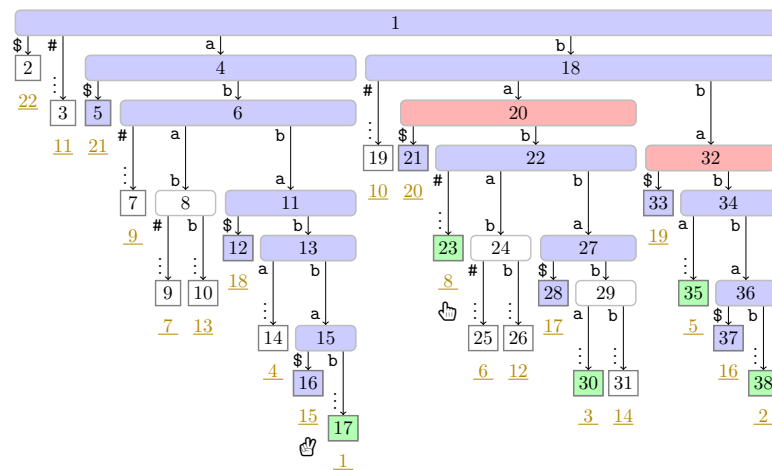 1
$ # a b
2 4 18
22 $ b # a b
3 5 6 19 20
11 21 # a b 10 $ b a
21 22 32
20 # a b $ b
7 8 11 33 34
9 # b $ b 23 24 27 19 a b
12 13 8 # b $ b a
9 10 18 a b 28 29 35 36
7 13 a 25 26 17 a b 5 $ b
14 15 6 12 37
4 $ b 30 31 16 38
16 3 14 2
15
17
1